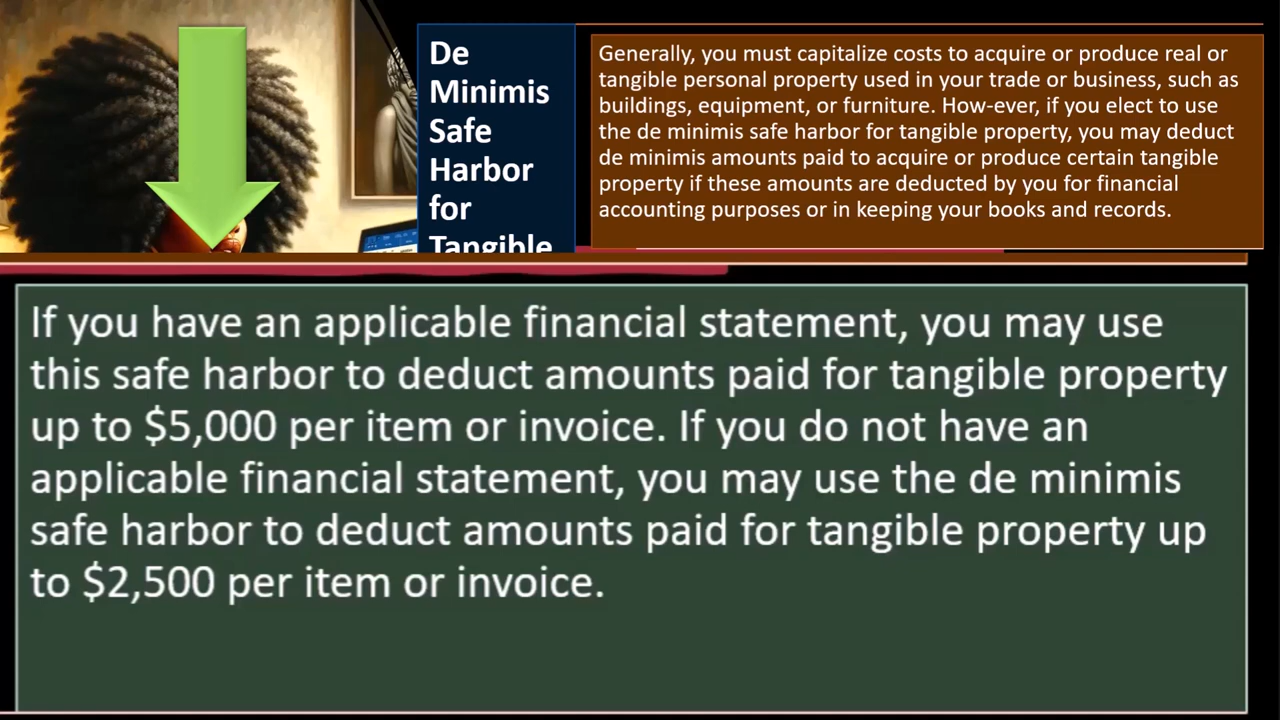 De
Minimis
Safe
Harbor
for
Tangible
Generally, you must capitalize costs to acquire or produce real or
tangible personal property used in your trade or business, such as
buildings, equipment, or furniture. How-ever, if you elect to use
the de minimis safe harbor for tangible property, you may deduct
de minimis amounts paid to acquire or produce certain tangible
property if these amounts are deducted by you for financial
accounting purposes or in keeping your books and records.
If you have an applicable financial statement, you may use
this safe harbor to deduct amounts paid for tangible property
up to $5,000 per item or invoice. If you do not have an
applicable financial statement, you may use the de minimis
safe harbor to deduct amounts paid for tangible property up
to $2,500 per item or invoice.